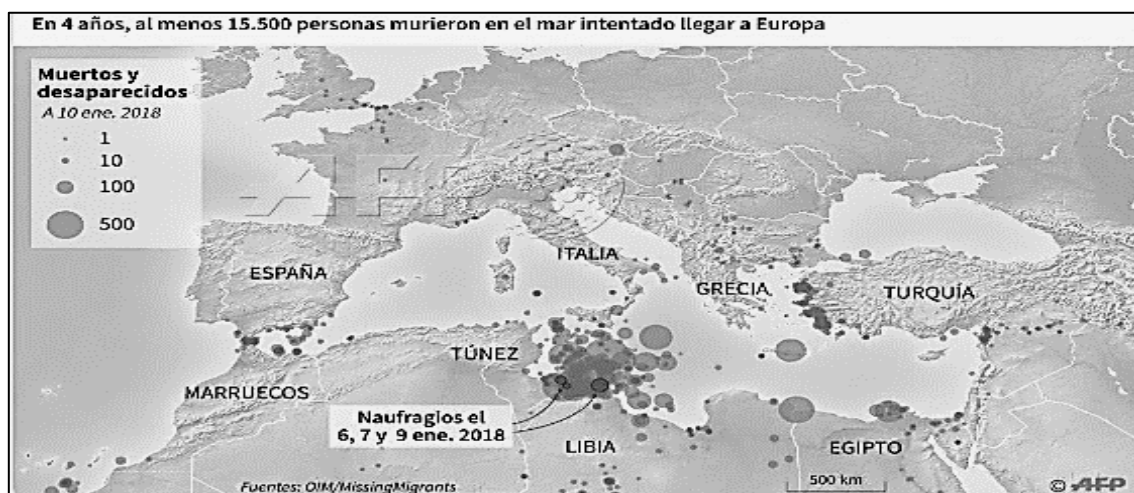 En 4 años, al menos 15.500 personas murieron en el mar intentado llegar a Europa
Muertos y
desaparecidos
A 10 ene. 2018
1
10
100
500
AFP
ITALIA
ESPAÑA
GRECIA
TURQUÍA
TÚNEZ
MARRUECOS
Naufragios el
6, 7 y 9 ene. 2018
LIBIA
EGIPTO
500 km
Fuentes: OIM/MissingMigrants
© AFP